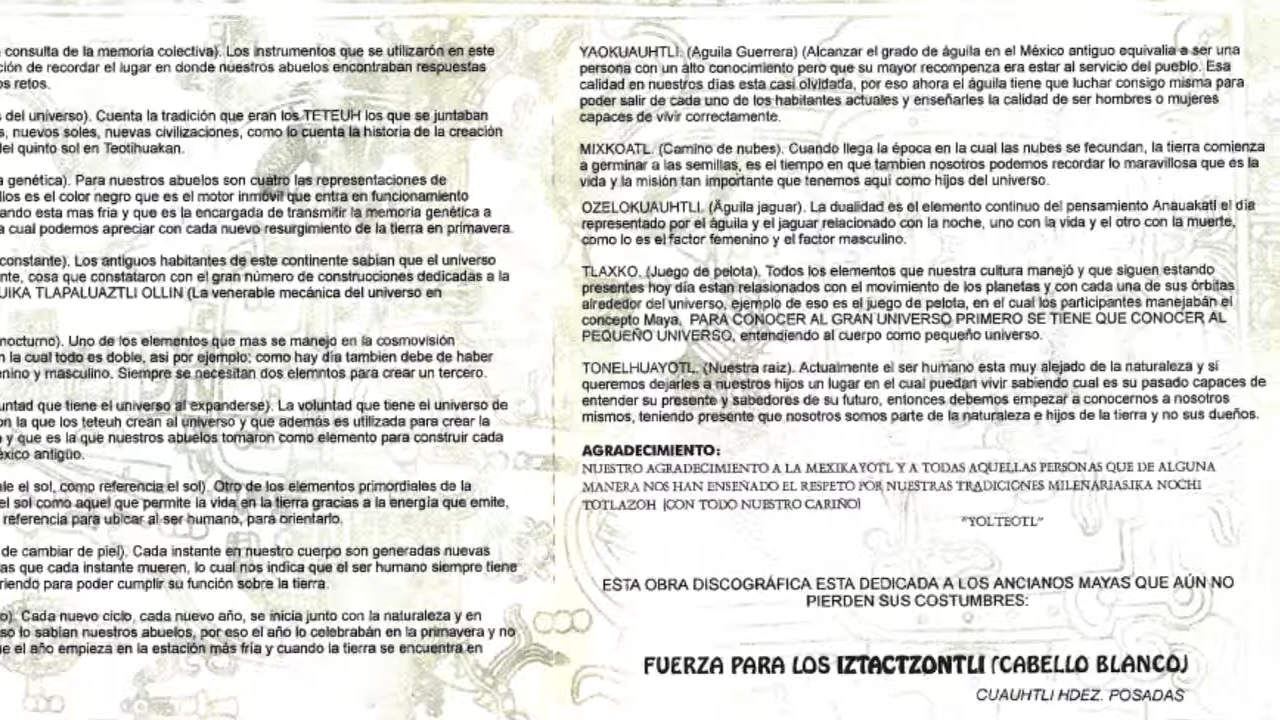 consulta de la memoria colectiva). Los instrumentos que se utilizarón en este
ción de recordar el lugar en donde nuestros abuelos encontraban respuestas
os retos.
del universo). Cuenta la tradición que eran los TETEUH los que se juntaban
s, nuevos soles, nuevas civilizaciones, como lo cuenta la historia de la creación
del quinto sol en Teotihuakan.
a genética). Para nuestros abuelos son cuatro las representaciones de
llos es el color negro que es el motor inmóvil que entra en funcionamiento
ando esta mas fria y que es la encargada de transmitir la memoria genética a
a cual podemos apreciar con cada nuevo resurgimiento de la tierra en primavera.
constante). Los antiguos habitantes de este continente sabian que el universo
nte, cosa que constataron con el gran número de construcciones dedicadas a la
UIKA TLAPALUAZTLI OLLIN (La venerable mecánica del universo en
nocturno). Uno de los elementos que mas se manejo en la cosmovisión
n la cual todo es doble, asi por ejemplo; como hay día tambien debe de haber
enino y masculino. Siempre se necesitan dos elemntos para crear un tercero.
untad que tiene el universo al expanderse). La voluntad que tiene el universo de
on la que los teteuh crean al universo y que además es utilizada para crear la
y que es la que nuestros abuelos tomaron como elemento para construir cada
éxico antigüo.
ale el sol, como referencia el sol). Otro de los elementos primordiales de la
el sol como aquel que permite la vida en la tierra gracias a la energía que emite,
referencia para ubicar al ser humano, para orientarlo.
de cambiar de piel). Cada instante en nuestro cuerpo son generadas nuevas
as que cada instante mueren, lo cual nos indica que el ser humano siempre tiene
riendo para poder cumplir su función sobre la tierra.
o). Cada nuevo ciclo, cada nuevo año, se inicia junto con la naturaleza y en
so lo sabían nuestros abuelos, por eso el año lo celebrabán en la primavera y no
e el año empieza en la estación más fría y cuando la tierra se encuentra en
YAOKUAUHTLI. (Aguila Guerrera) (Alcanzar el grado de águila en el México antiguo equivalia a ser una
persona con un alto conocimiento pero que su mayor recompenza era estar al servicio del pueblo. Esa
calidad en nuestros días esta casi olvidada, por eso ahora el águila tiene que luchar consigo misma para
poder salir de cada uno de los habitantes actuales y enseñarles la calidad de ser hombres o mujeres
capaces de vivir correctamente.
MIXKOATL. (Camino de nubes). Cuando llega la época en la cual las nubes se fecundan, la tierra comienza
a germinar a las semillas, es el tiempo en que tambien nosotros podemos recordar lo maravillosa que es la
vida y la misión tan importante que tenemos aquí como hijos del universo.
OZELOKUAUHTLI. (Águila jaguar). La dualidad es el elemento continuo del pensamiento Anauakatl el día
representado por el águila y el jaguar relacionado con la noche, uno con la vida y el otro con la muerte,
como lo es el factor femenino y el factor masculino.
TLAXKO. (Juego de pelota). Todos los elementos que nuestra cultura manejó y que siguen estando
presentes hoy día estan relasionados con el movimiento de los planetas y con cada una de sus órbitas
alrededor del universo, ejemplo de eso es el juego de pelota, en el cual los participantes manejabán el
concepto Maya, PARA CONOCER AL GRAN UNIVERSO PRIMERO SE TIENE QUE CONOCER AL
PEQUEÑO UNIVERSO, entendiendo al cuerpo como pequeño universo.
TONELHUAYOTL. (Nuestra raiz). Actualmente el ser humano esta muy alejado de la naturaleza y si
queremos dejarles a nuestros hijos un lugar en el cual puedan vivir sabiendo cual es su pasado capaces de
entender su presente y sabedores de su futuro, entonces debemos empezar a conocernos a nosotros
mismos, teniendo presente que nosotros somos parte de la naturaleza e hijos de la tierra y no sus dueños.
AGRADECIMIENTO:
NUESTRO AGRADECIMIENTO A LA MEXIKAYOTL Y A TODAS AQUELLAS PERSONAS QUE DE ALGUNA
MANERA NOS HAN ENSEÑADO EL RESPETO POR NUESTRAS TRADICIONES MILENARIAS.IKA NOCHI
TOTLAZOH (CON TODO NUESTRO CARIÑO)
"YOLTEOTL"
ESTA OBRA DISCOGRÁFICA ESTA DEDICADA A LOS ANCIANOS MAYAS QUE AÚN NO
PIERDEN SUS COSTUMBRES:
FUERZA PARA LOS IZTACTZONTLI (CABELLO BLANCO)
CUAUHTLI HDEZ. POSADAS